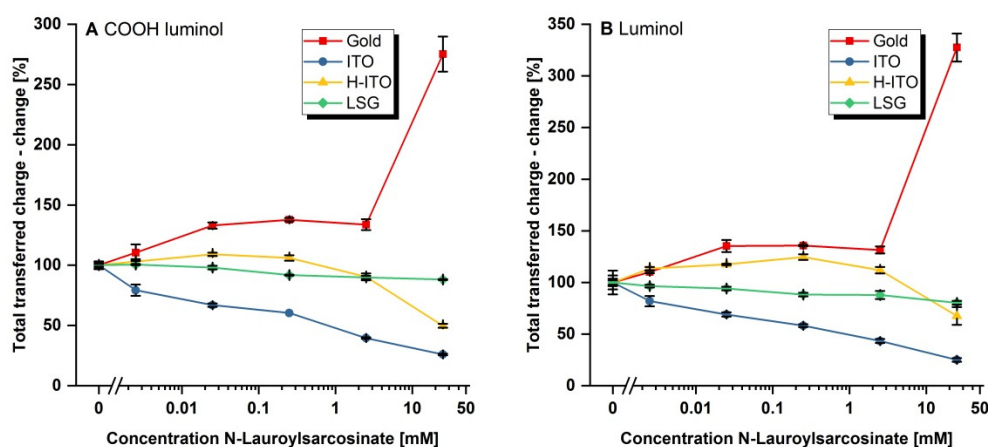 A COOH luminol
Gold
ITO
H-ITO
LSG
Total transferred charge - change [%]
300
250
200
150
100
50
0
0 0.01 0.1 1 10 50
Concentration N-Lauroylsarcosinate [mM]
B Luminol
Gold
ITO
H-ITO
LSG
Total transferred charge - change [%]
350
300
250
200
150
100
50
0
0 0.01 0.1 1 10 50
Concentration N-Lauroylsarcosinate [mM]